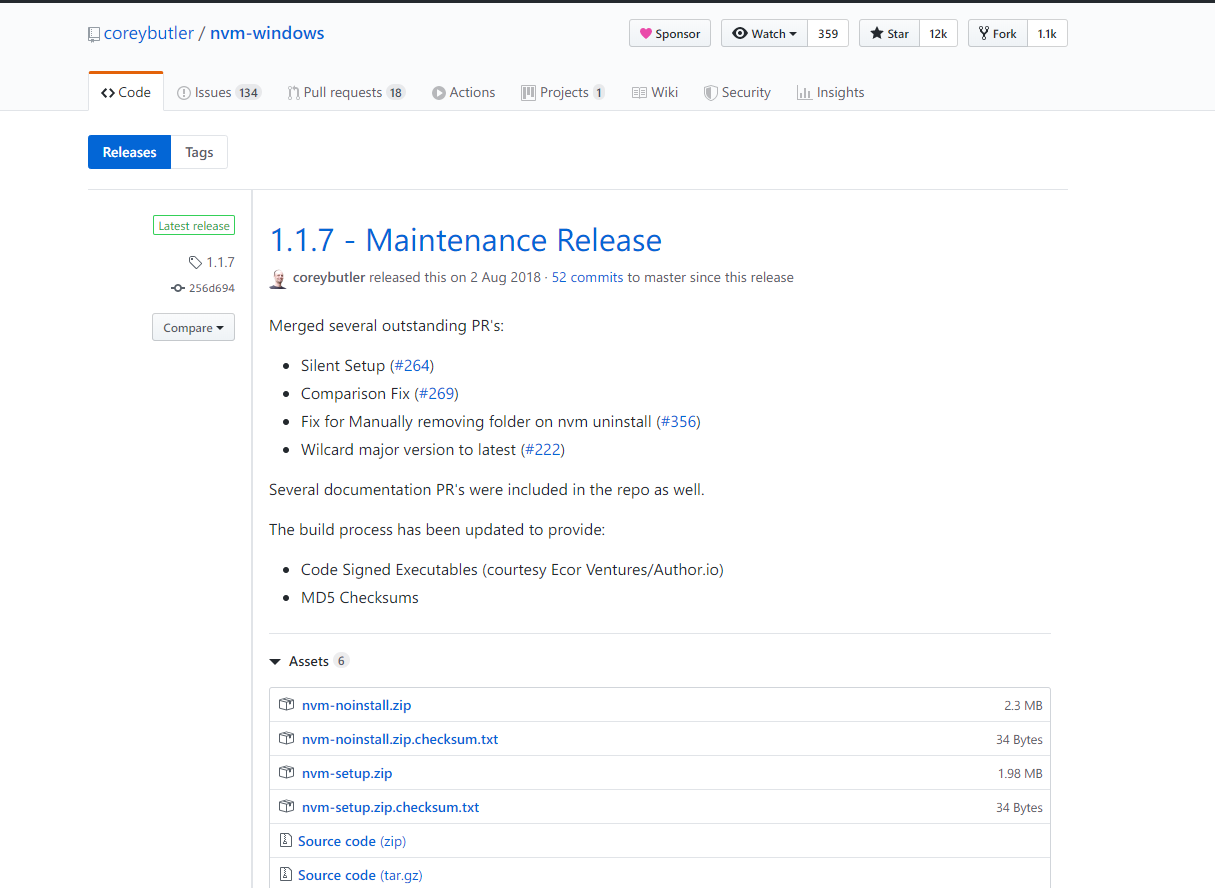 coreybutler / nvm-windows
Sponsor Watch 359 Star 12k Fork 1.1k
Code Issues 134 Pull requests 18 Actions Projects 1 Wiki Security Insights
Releases Tags
Latest release
1.1.7
256d694
Compare
1.1.7 - Maintenance Release
coreybutler released this on 2 Aug 2018 · 52 commits to master since this release
Merged several outstanding PR's:
Silent Setup (#264)
Comparison Fix (#269)
Fix for Manually removing folder on nvm uninstall (#356)
Wilcard major version to latest (#222)
Several documentation PR's were included in the repo as well.
The build process has been updated to provide:
Code Signed Executables (courtesy Ecor Ventures/Author.io)
MD5 Checksums
Assets 6
nvm-noinstall.zip 2.3 MB
nvm-noinstall.zip.checksum.txt 34 Bytes
nvm-setup.zip 1.98 MB
nvm-setup.zip.checksum.txt 34 Bytes
Source code (zip)
Source code (tar.gz)